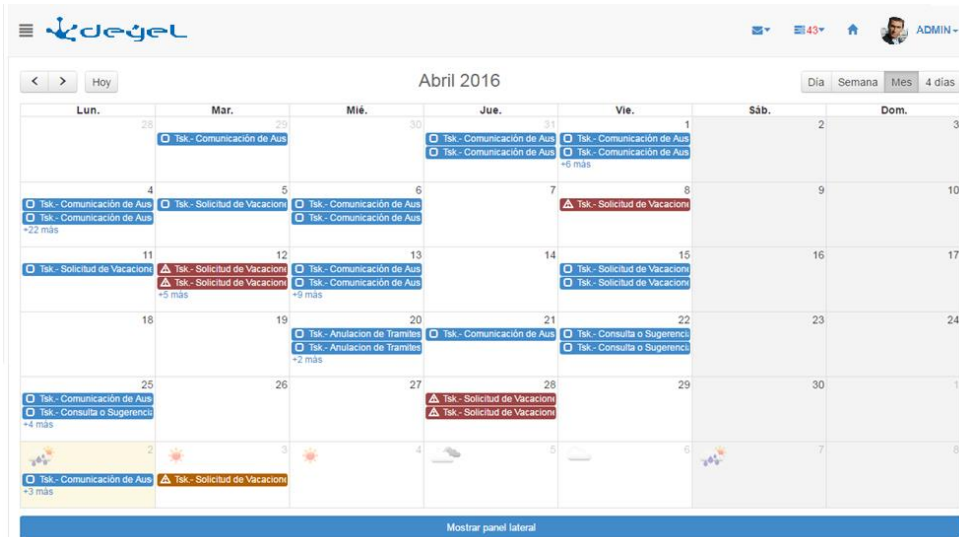 deyel
43
ADMIN
Hoy
Abril 2016
Día Semana Mes 4 días
Lun. Mar. Mié. Jue. Vie. Sáb. Dom.
28 29 30 31 1 2 3
Tsk.- Comunicación de Aus
Tsk.- Comunicación de Aus Tsk.- Comunicación de Aus
Tsk.- Comunicación de Aus Tsk.- Comunicación de Aus
+6 más
4 5 6 7 8 9 10
Tsk.- Comunicación de Aus Tsk.- Solicitud de Vacacione Tsk.- Comunicación de Aus Tsk.- Solicitud de Vacacione
Tsk.- Comunicación de Aus Tsk.- Comunicación de Aus
+22 más
11 12 13 14 15 16 17
Tsk.- Solicitud de Vacacione Tsk.- Solicitud de Vacacione Tsk.- Comunicación de Aus Tsk.- Solicitud de Vacacione
Tsk.- Solicitud de Vacacione Tsk.- Comunicación de Aus Tsk.- Solicitud de Vacacione
+5 más +9 más
18 19 20 21 22 23 24
Tsk.- Anulacion de Tramites Tsk.- Comunicación de Aus Tsk.- Consulta o Sugerencia
Tsk.- Anulacion de Tramites Tsk.- Consulta o Sugerencia
+2 más
25 26 27 28 29 30 1
Tsk.- Comunicación de Aus Tsk.- Solicitud de Vacacione
Tsk.- Consulta o Sugerencia Tsk.- Solicitud de Vacacione
+4 más
2 3 4 5 6 7 8
Tsk.- Comunicación de Aus Tsk.- Solicitud de Vacacione
+3 más
Mostrar panel lateral